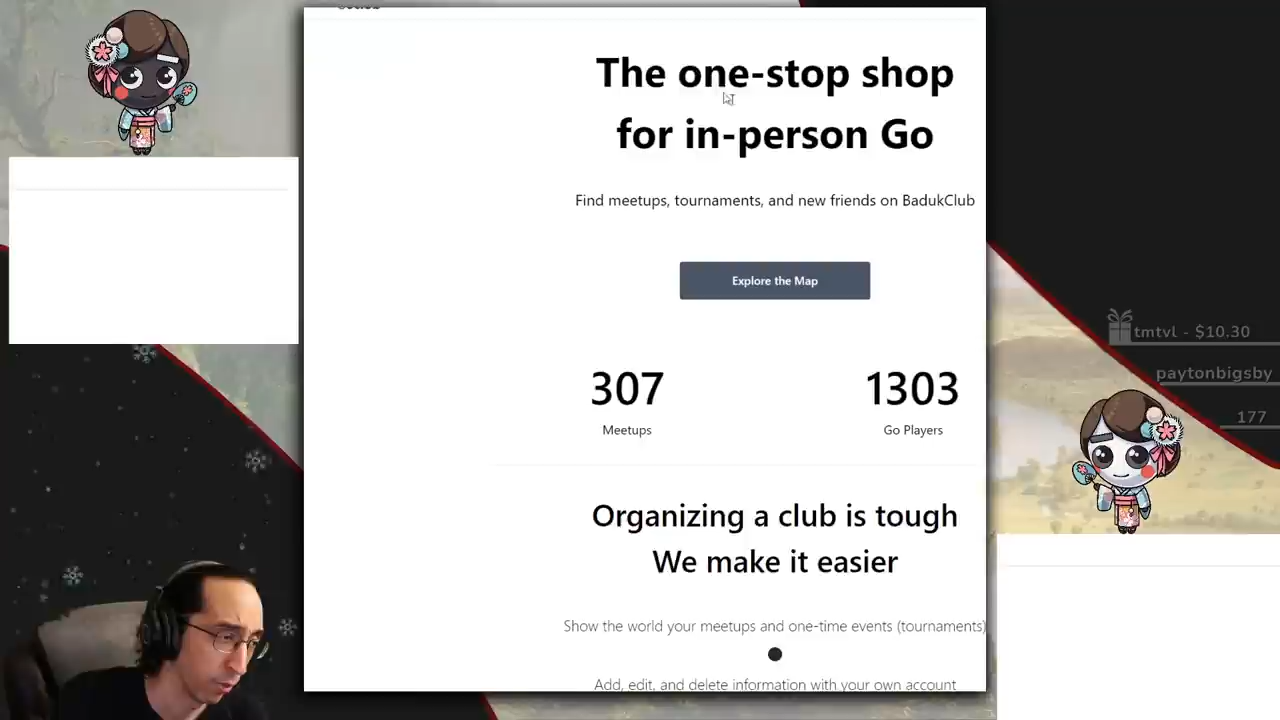 The one-stop shop
for in-person Go
Find meetups, tournaments, and new friends on BadukClub
Explore the Map
307
Meetups
1303
Go Players
Organizing a club is tough
We make it easier
Show the world your meetups and one-time events (tournaments)
Add, edit, and delete information with your own account
tmtvl - $10.30
paytonbigsby
177